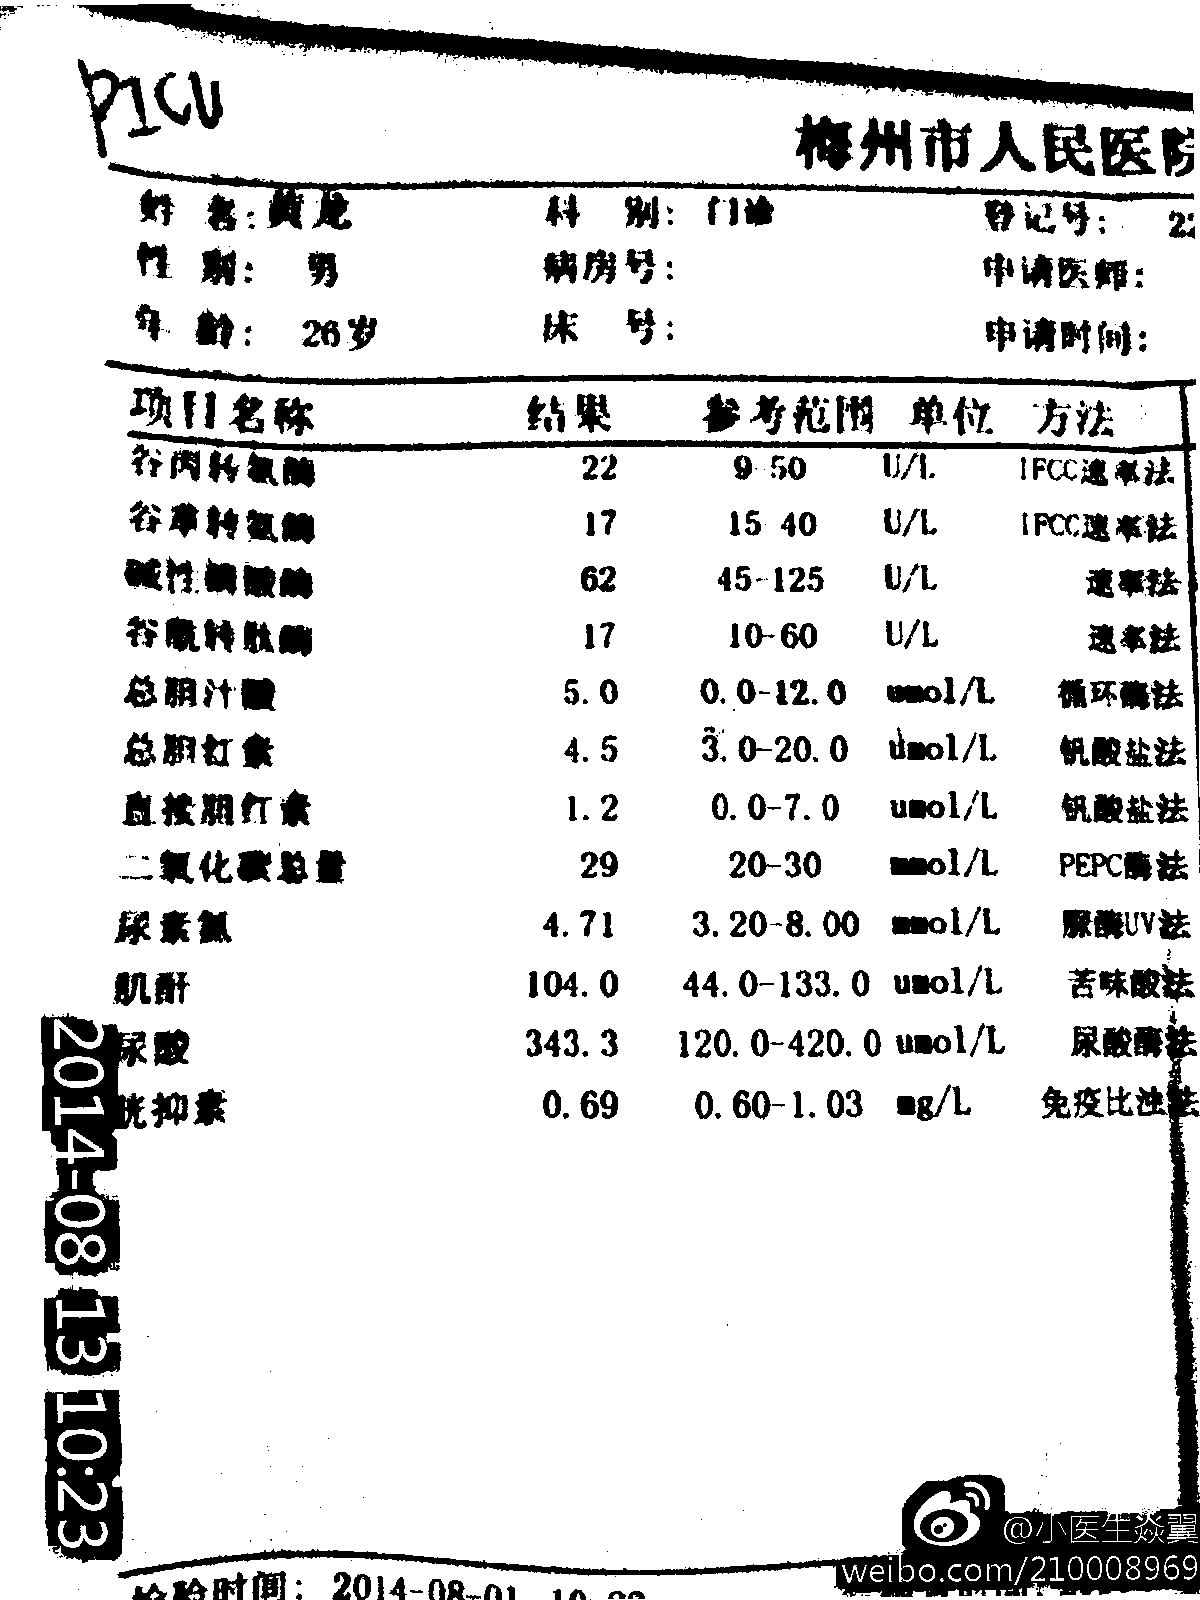 PICU
梅州市人民医院
姓 名: 黄龙 科 别: 门诊 登记号: 22
性 别: 男 病房号: 申请医师:
年 龄: 26岁 床 号: 申请时间:
项目名称 结果 参考范围 单位 方法
谷丙转氨酶 22 9-50 U/L IFCC速率法
谷草转氨酶 17 15-40 U/L IFCC速率法
碱性磷酸酶 62 45-125 U/L 速率法
谷氨转肽酶 17 10-60 U/L 速率法
总胆汁酸 5.0 0.0-12.0 umol/L 循环酶法
总胆红素 4.5 3.0-20.0 umol/L 钒酸盐法
直接胆红素 1.2 0.0-7.0 umol/L 钒酸盐法
二氧化碳总量 29 20-30 mmol/L PEPC酶法
尿素氮 4.71 3.20-8.00 mmol/L 脲酶UV法
肌酐 104.0 44.0-133.0 umol/L 苦味酸法
尿酸 343.3 120.0-420.0 umol/L 尿酸酶法
胱抑素 0.69 0.60-1.03 mg/L 免疫比浊法
2014-08 13 10:23
检验时间: 2014-08-01
@小医生焱翼
weibo.com/210008969